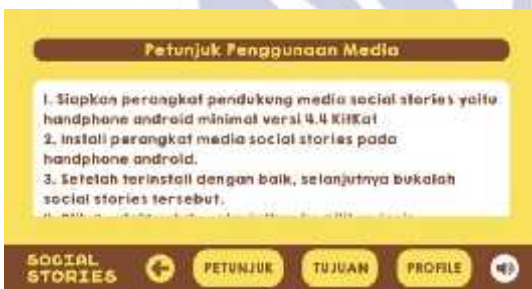 Petunjuk Penggunaan Media
1. Siapkan perangkat pendukung media social stories yaitu
handphone android minimal versi 4.4 KitKat
2. Install perangkat media social stories pada
handphone android.
3. Setelah terinstall dengan baik, selanjutnya bukalah
social stories tersebut.
SOCIAL
STORIES
PETUNJUK
TUJUAN
PROFILE